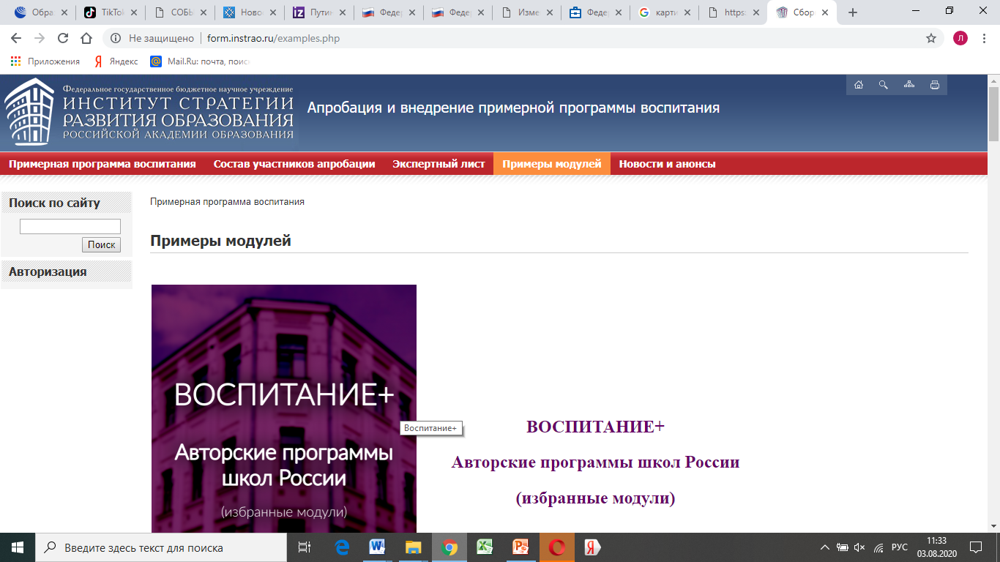 Обра
TikTok
СОБЫ
Ново
Путин
Федер
Федер
Изме
Федер
карти
https:
Сбор
Не защищено
form.instrao.ru/examples.php
Л
Приложения
Яндекс
Mail.Ru: почта, поиск
Федеральное государственное бюджетное научное учреждение
ИНСТИТУТ СТРАТЕГИИ
РАЗВИТИЯ ОБРАЗОВАНИЯ
РОССИЙСКОЙ АКАДЕМИИ ОБРАЗОВАНИЯ
Апробация и внедрение примерной программы воспитания
Примерная программа воспитания
Состав участников апробации
Экспертный лист
Примеры модулей
Новости и анонсы
Поиск по сайту
Поиск
Авторизация
Примерная программа воспитания
Примеры модулей
ВОСПИТАНИЕ+
Авторские программы
школ России
(избранные модули)
Воспитание+
ВОСПИТАНИЕ+
Авторские программы школ России
(избранные модули)
Введите здесь текст для поиска
РУС
11:33
03.08.2020